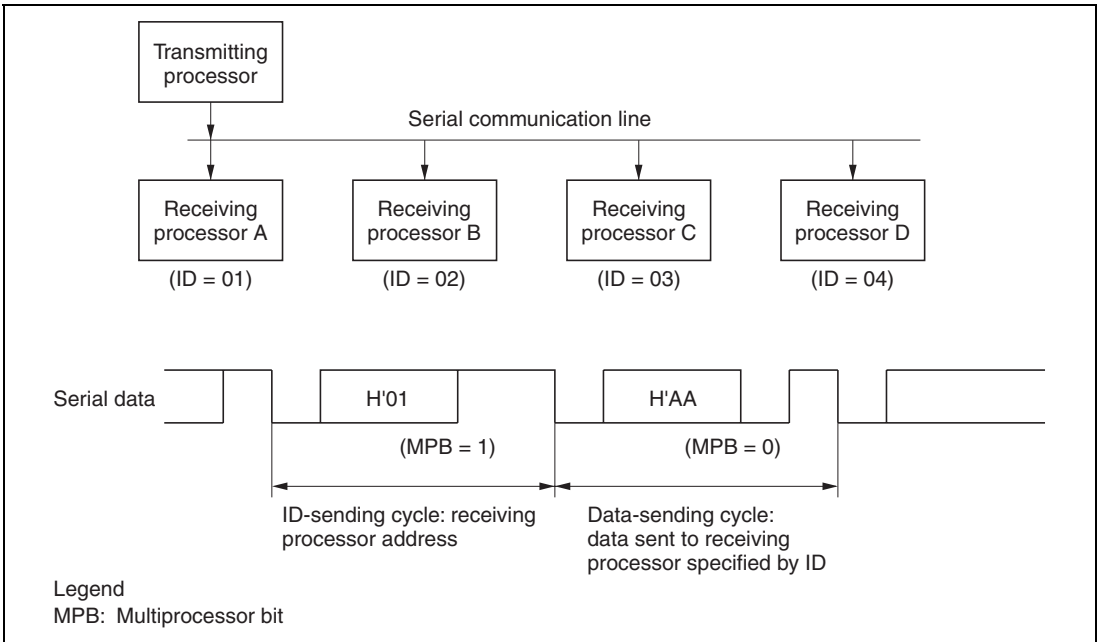 Transmitting
processor
Serial communication line
Receiving
processor A
Receiving
processor B
Receiving
processor C
Receiving
processor D
(ID = 01)
(ID = 02)
(ID = 03)
(ID = 04)
Serial data
H'01
H'AA
(MPB = 1)
(MPB = 0)
ID-sending cycle: receiving
processor address
Data-sending cycle:
data sent to receiving
processor specified by ID
Legend
MPB: Multiprocessor bit